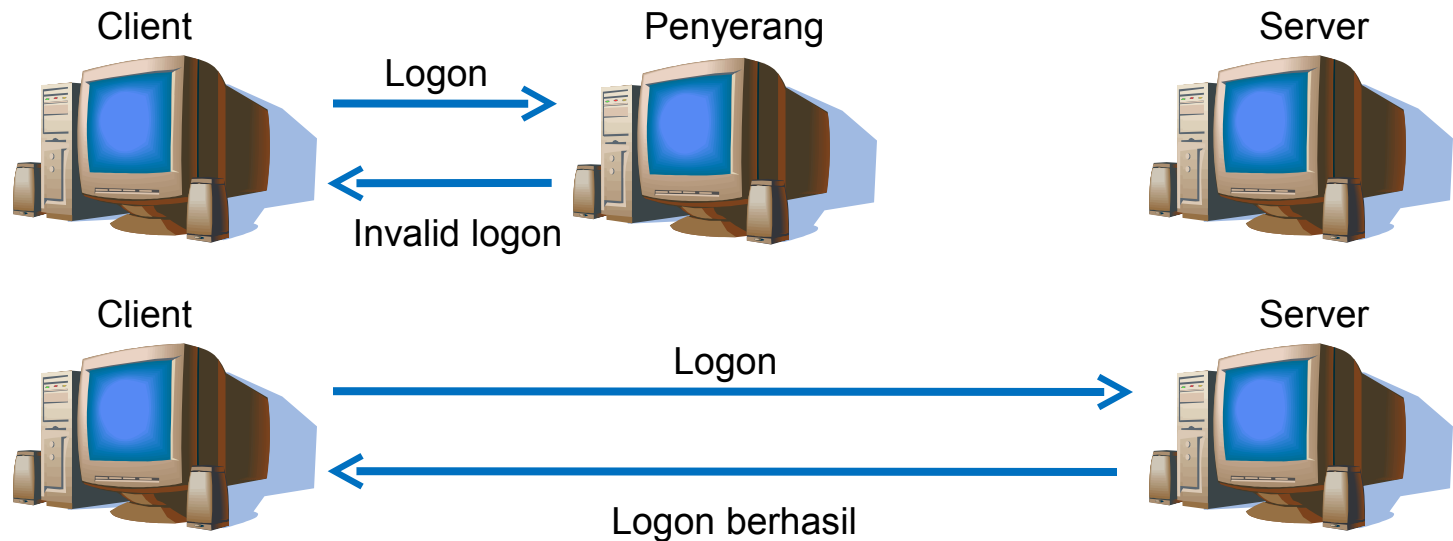 Client
Penyerang
Server
Logon
Invalid logon
Client
Server
Logon
Logon berhasil